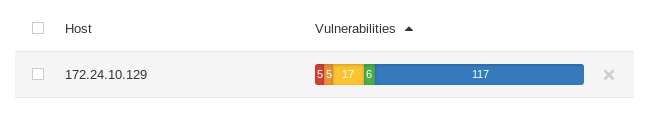 Host Vulnerabilities
172.24.10.129 5 5 17 6 117